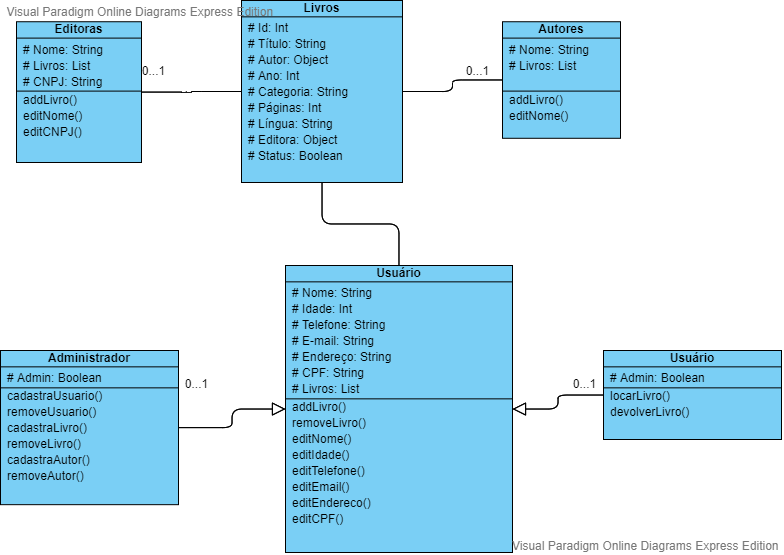 Visual Paradigm Online Diagrams Express Edition
Editoras
# Nome: String
# Livros: List
# CNPJ: String
addLivro()
editNome()
editCNPJ()
0...1
Livros
# Id: Int
# Título: String
# Autor: Object
# Ano: Int
# Categoria: String
# Páginas: Int
# Língua: String
# Editora: Object
# Status: Boolean
0...1
Autores
# Nome: String
# Livros: List
addLivro()
editNome()
Usuário
# Nome: String
# Idade: Int
# Telefone: String
# E-mail: String
# Endereço: String
# CPF: String
# Livros: List
addLivro()
removeLivro()
editNome()
editIdade()
editTelefone()
editEmail()
editEndereco()
editCPF()
Administrador
# Admin: Boolean
cadastraUsuario()
removeUsuario()
cadastraLivro()
removeLivro()
cadastraAutor()
removeAutor()
0...1
0...1
Usuário
# Admin: Boolean
locarLivro()
devolverLivro()
Visual Paradigm Online Diagrams Express Edition